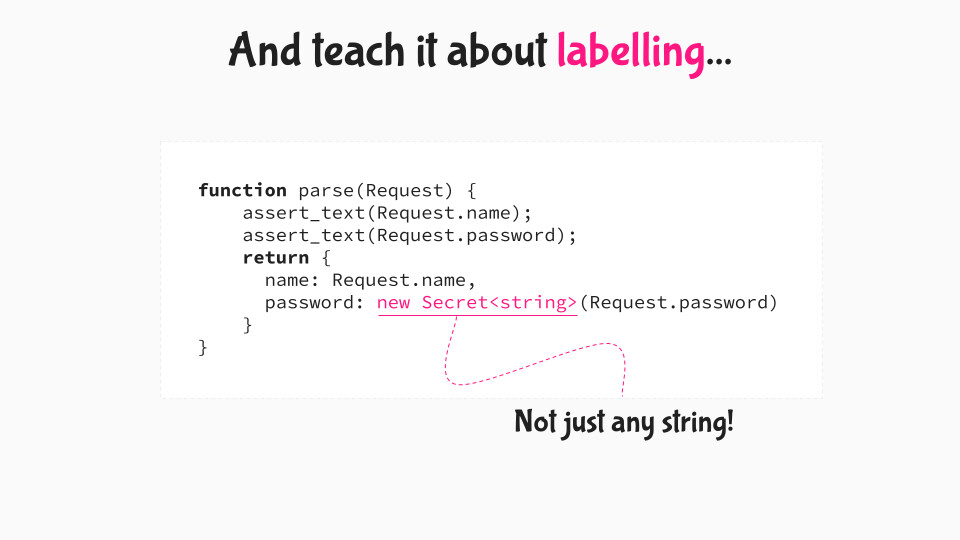 And teach it about labelling...
function parse(Request) {
    assert_text(Request.name);
    assert_text(Request.password);
    return {
      name: Request.name,
      password: new Secret<string>(Request.password)
    }
}
Not just any string!